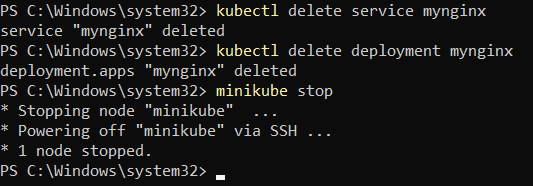 PS C:\Windows\system32> kubectl delete service mynginx
service "mynginx" deleted
PS C:\Windows\system32> kubectl delete deployment mynginx
deployment.apps "mynginx" deleted
PS C:\Windows\system32> minikube stop
* Stopping node "minikube"  ...
* Powering off "minikube" via SSH ...
* 1 node stopped.
PS C:\Windows\system32>